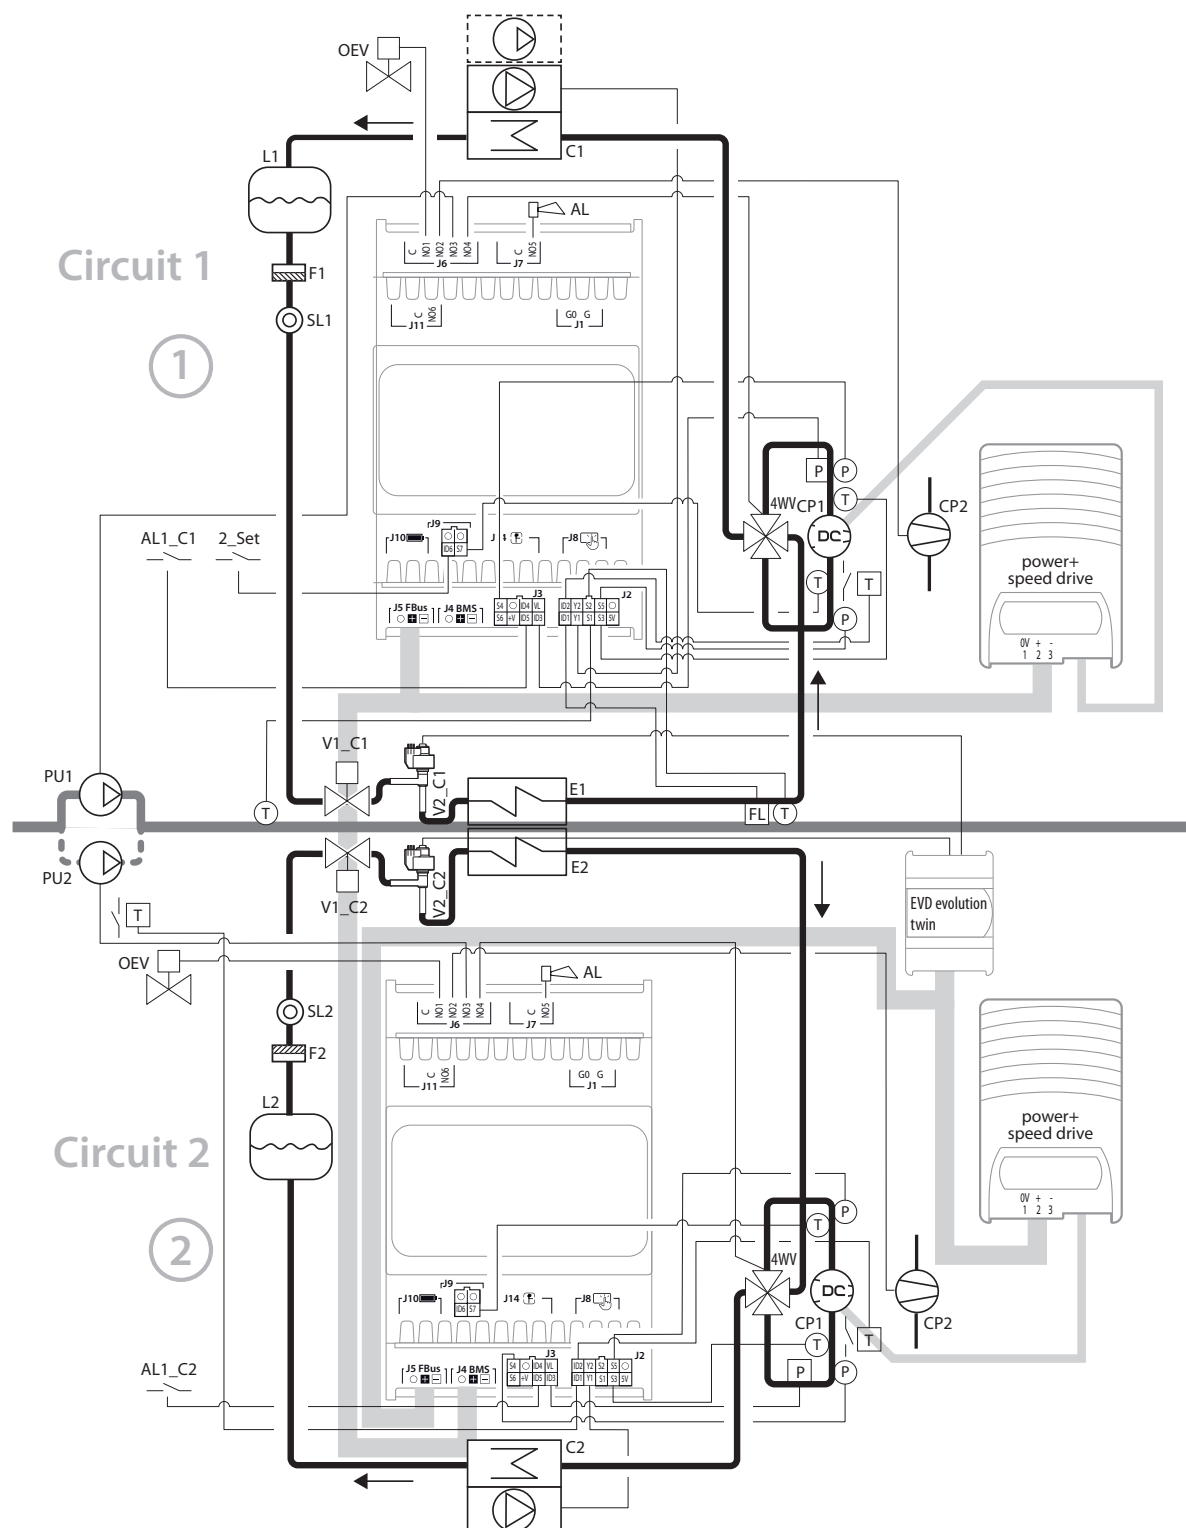 OEV
C1
L1
AL
C NO1 NO2 NO3 NO4
J6
C NO5
J7
Circuit 1
F1
SL1
C NO6
J11
G0 G
J1
1
P P
T
4WV CP1
DC
CP2
AL1_C1 2_Set
J9
J10
ID6 S7
J14
J8
power+
speed drive
T
T
J3
J2
J5 FBus J4 BMS
S4 ID4 VL
S6 +V ID5 ID3
ID2 Y2 S2 S5
ID1 Y1 S1 S3 5V
P
0V + -
1 2 3
V1_C1
V2_C1
PU1
E1
T
FL T
PU2
E2
V2_C2
V1_C2
T
EVD evolution
twin
OEV
AL
C NO1 NO2 NO3 NO4
J6
C NO5
J7
SL2
F2
C NO6
J11
G0 G
J1
L2
power+
speed drive
Circuit 2
0V + -
1 2 3
P
T
2
4WV
DC
J9
J10
ID6 S7
J14
J8
CP1
CP2
T
T
J3
J2
J5 FBus J4 BMS
S4 ID4 VL
S6 +V ID5 ID3
ID2 Y2 S2 S5
ID1 Y1 S1 S3 5V
P P
AL1_C2
C2